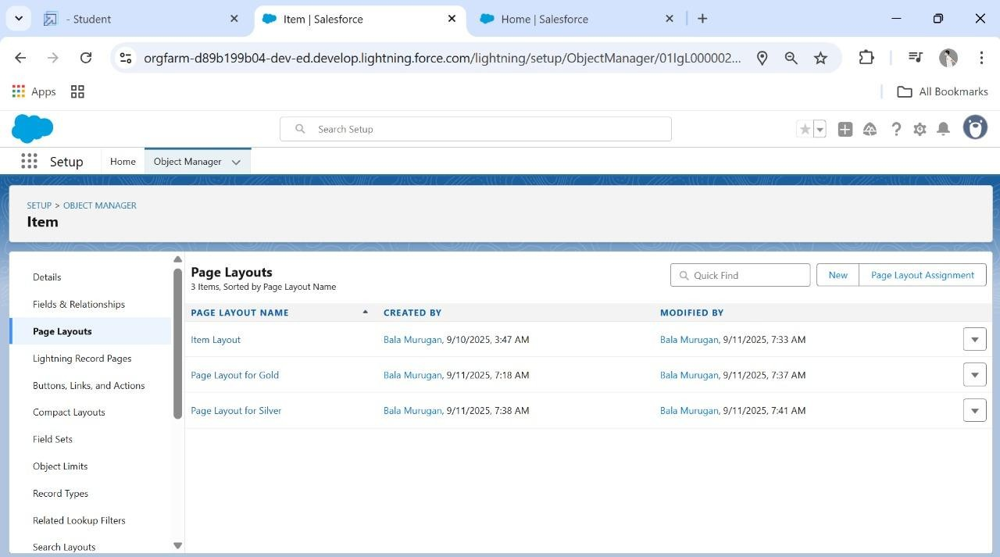 - Student
Item | Salesforce
Home | Salesforce
orgfarm-d89b199b04-dev-ed.develop.lightning.force.com/lightning/setup/ObjectManager/01IgL000002...
Apps
All Bookmarks
Search Setup
Setup
Home
Object Manager
SETUP > OBJECT MANAGER
Item
Details
Fields & Relationships
Page Layouts
Lightning Record Pages
Buttons, Links, and Actions
Compact Layouts
Field Sets
Object Limits
Record Types
Related Lookup Filters
Search Layouts
Page Layouts
3 Items, Sorted by Page Layout Name
Quick Find
New
Page Layout Assignment
PAGE LAYOUT NAME CREATED BY MODIFIED BY
Item Layout Bala Murugan, 9/10/2025, 3:47 AM Bala Murugan, 9/11/2025, 7:33 AM
Page Layout for Gold Bala Murugan, 9/11/2025, 7:18 AM Bala Murugan, 9/11/2025, 7:37 AM
Page Layout for Silver Bala Murugan, 9/11/2025, 7:38 AM Bala Murugan, 9/11/2025, 7:41 AM